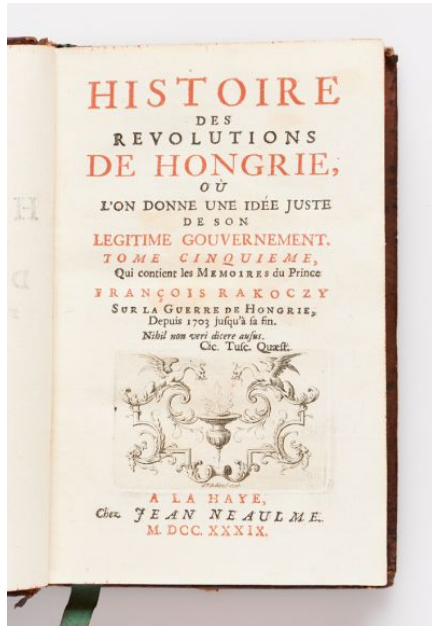 HISTOIRE
DES
REVOLUTIONS
DE HONGRIE,
OÙ
L'ON DONNE UNE IDÉE JUSTE
DE SON
LEGITIME GOUVERNEMENT.
TOME CINQUIEME,
Qui contient les MEMOIRES du Prince
FRANÇOIS RAKOCZY
SUR LA GUERRE DE HONGRIE,
Depuis 1703 juſqu'à ſa fin.
Nihil non veri dicere auſus.
Cic. Tuſc. Quæſt.
A LA HAYE,
Chez JEAN NEAULME.
M. DCC. XXXIX.